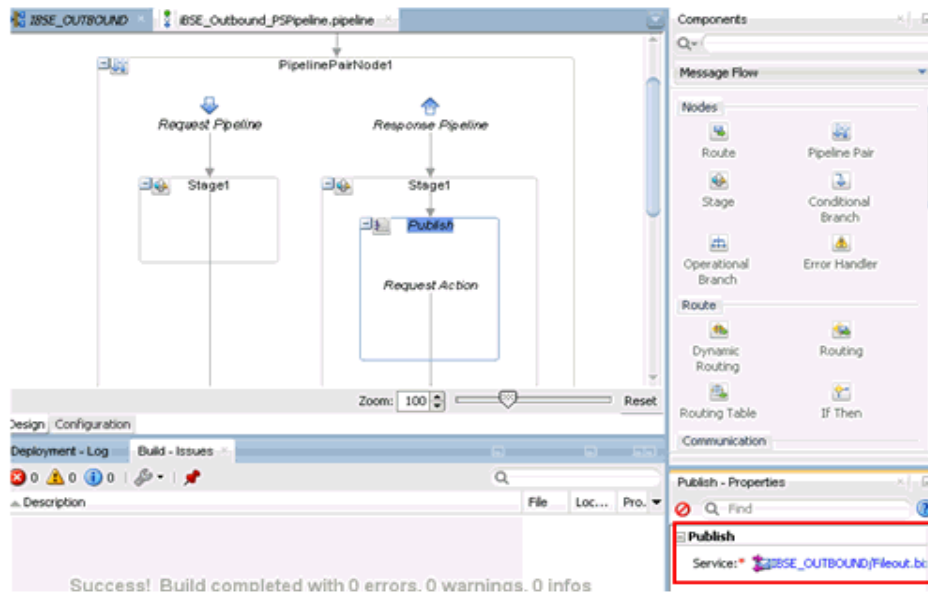 IBSE_OUTBOUND
IBSE_Outbound_PSPipeline.pipeline
PipelinePairNode1
Request Pipeline
Response Pipeline
Stage1
Stage1
Publish
Request Action
Zoom: 100
Reset
Design
Configuration
Deployment - Log
Build - Issues
0 0 0
Description
File
Loc...
Pro.
Success! Build completed with 0 errors, 0 warnings, 0 infos
Components
Message Flow
Nodes
Route
Pipeline Pair
Stage
Conditional
Branch
Operational
Branch
Error Handler
Route
Dynamic
Routing
Routing
Routing Table
If Then
Communication
Publish - Properties
Find
Publish
Service:* IBSE_OUTBOUND/Fileout.bi